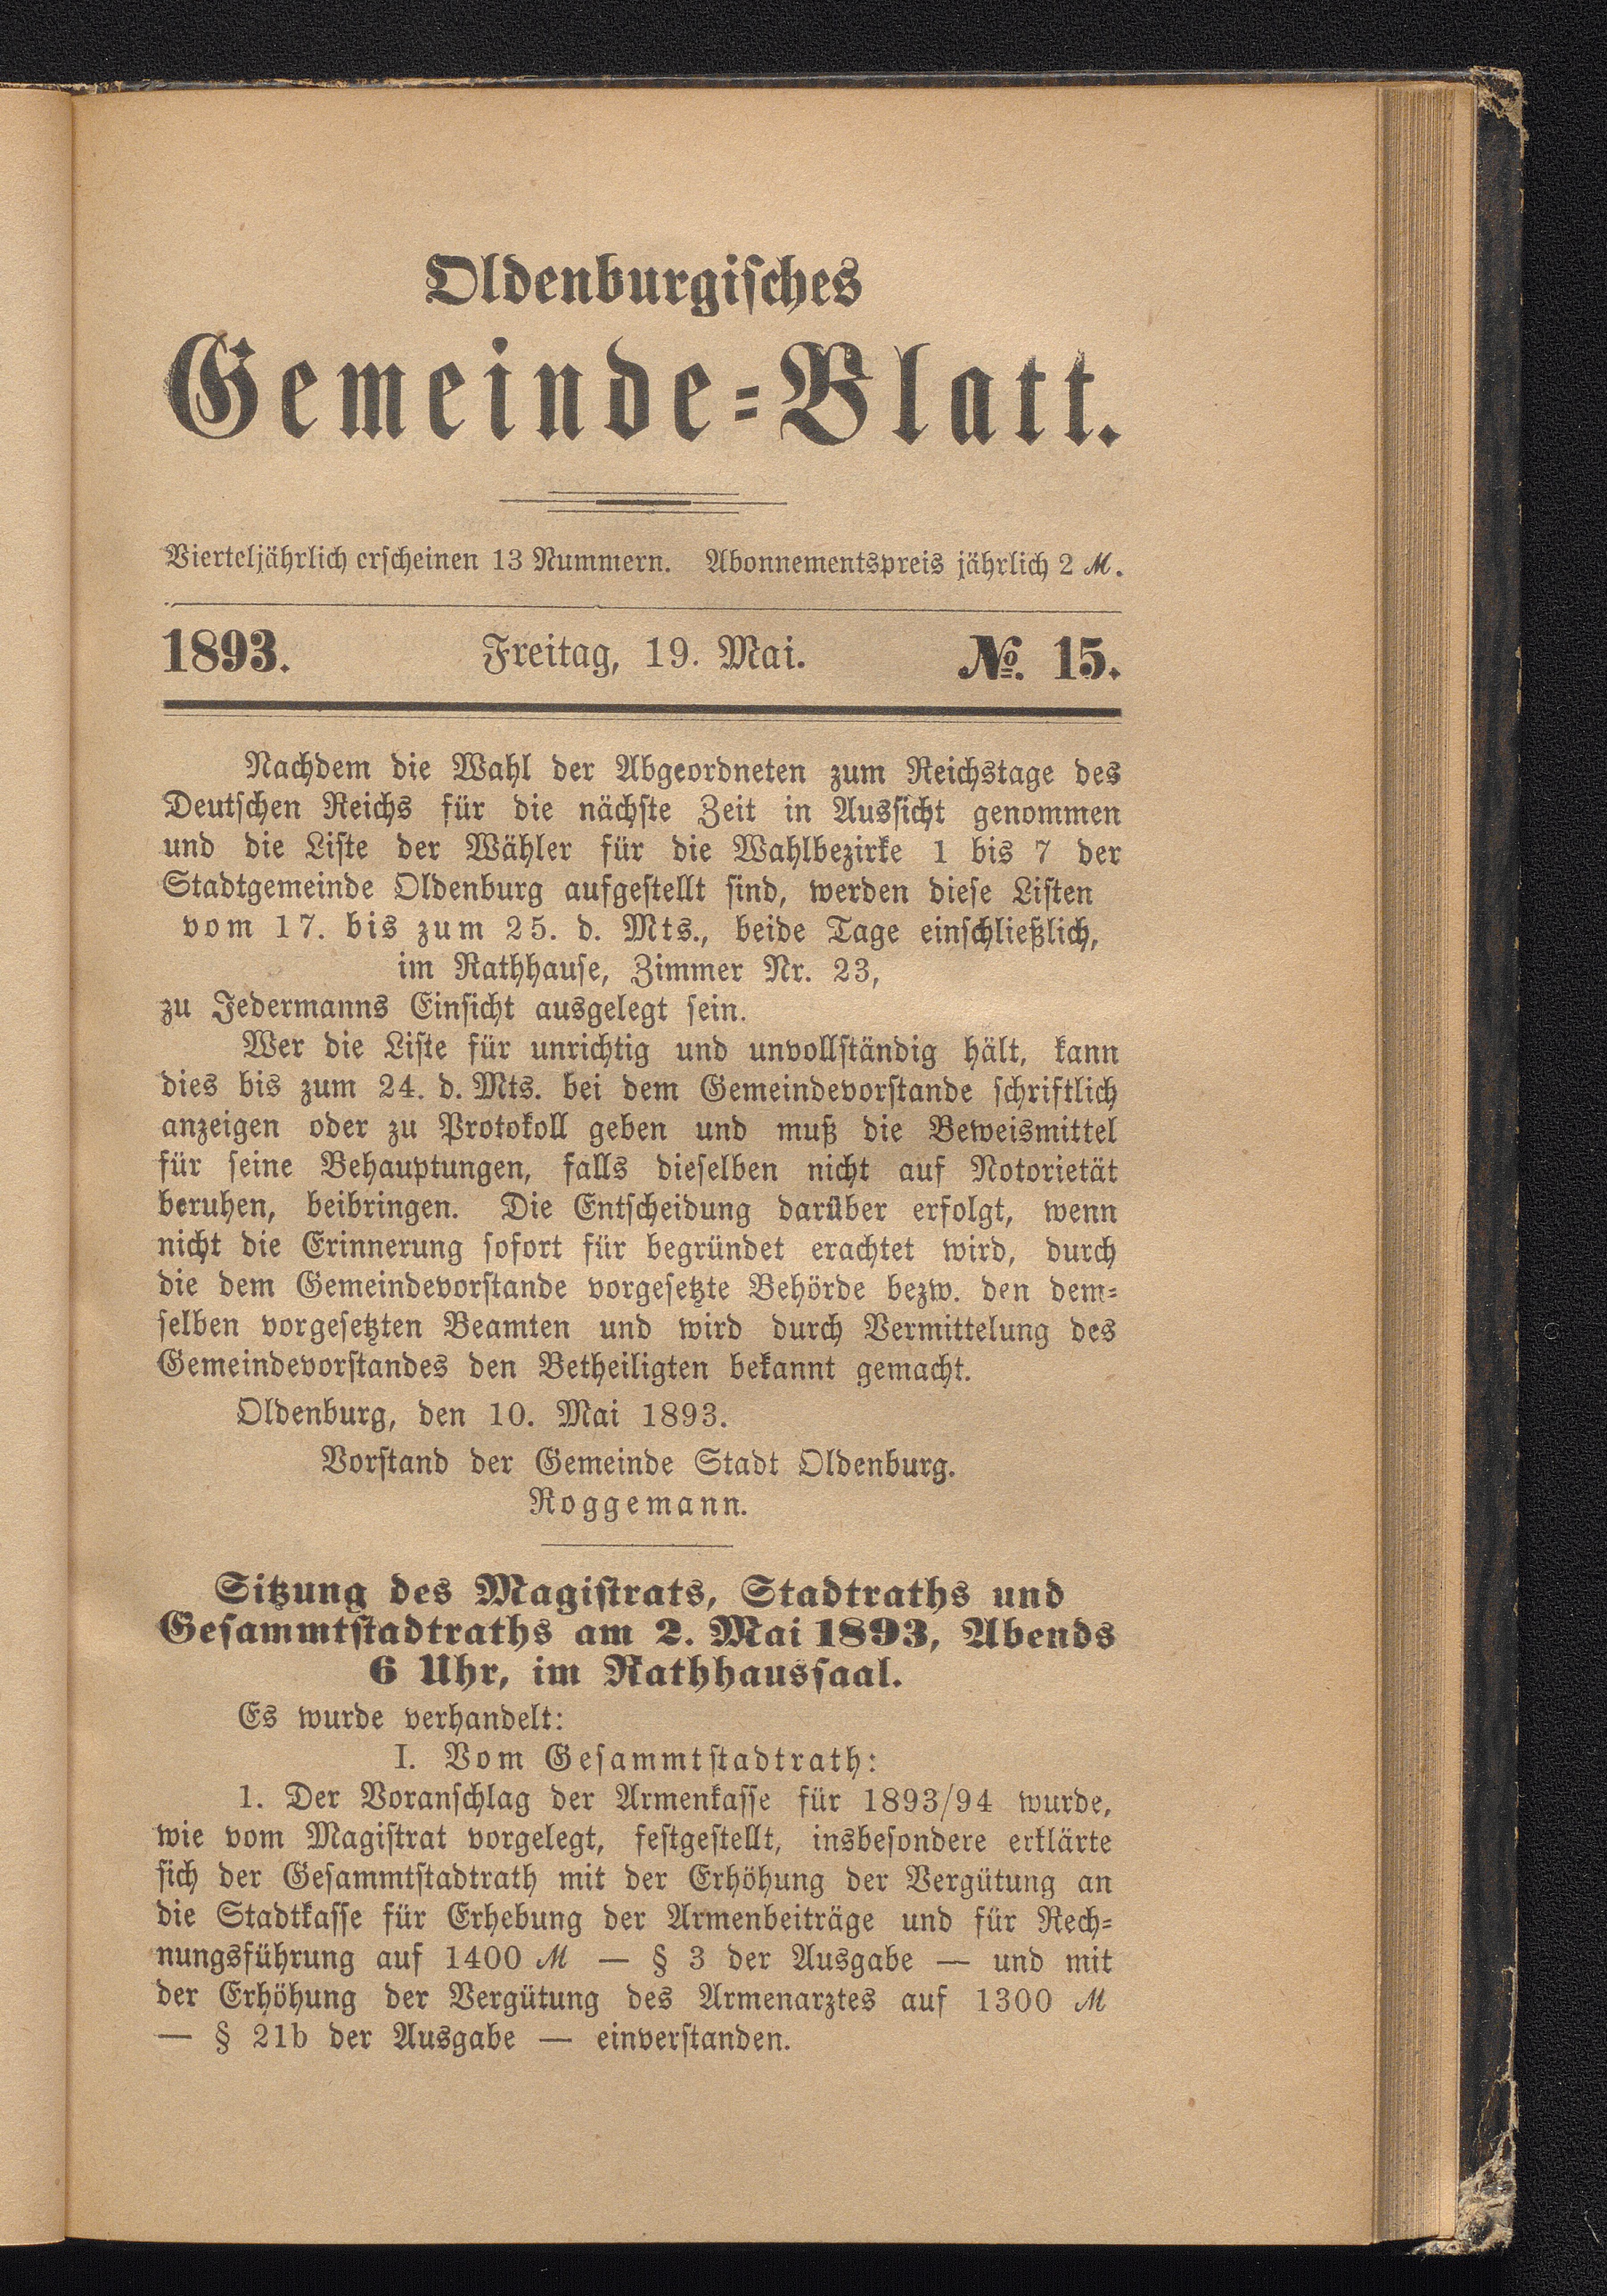 Oldenburgisches
Gemeinde-Blatt.
Vierteljährlich erscheinen 13 Nummern. Abonnementspreis jährlich 2 ℳ.
1893. Freitag, 19. Mai. №. 15.
Nachdem die Wahl der Abgeordneten zum Reichstage des
Deutschen Reichs für die nächste Zeit in Aussicht genommen
und die Liste der Wähler für die Wahlbezirke 1 bis 7 der
Stadtgemeinde Oldenburg aufgestellt sind, werden diese Listen
vom 17. bis zum 25. d. Mts., beide Tage einschließlich,
im Rathhause, Zimmer Nr. 23,
zu Jedermanns Einsicht ausgelegt sein.
Wer die Liste für unrichtig und unvollständig hält, kann
dies bis zum 24. d. Mts. bei dem Gemeindevorstande schriftlich
anzeigen oder zu Protokoll geben und muß die Beweismittel
für seine Behauptungen, falls dieselben nicht auf Notorietät
beruhen, beibringen. Die Entscheidung darüber erfolgt, wenn
nicht die Erinnerung sofort für begründet erachtet wird, durch
die dem Gemeindevorstande vorgesetzte Behörde bezw. den dem-
selben vorgesetzten Beamten und wird durch Vermittelung des
Gemeindevorstandes den Betheiligten bekannt gemacht.
Oldenburg, den 10. Mai 1893.
Vorstand der Gemeinde Stadt Oldenburg.
Roggemann.
Sitzung des Magistrats, Stadtraths und
Gesammtstadtraths am 2. Mai 1893, Abends
6 Uhr, im Rathhaussaal.
Es wurde verhandelt:
I. Vom Gesammtstadtrath:
1. Der Voranschlag der Armenkasse für 1893/94 wurde,
wie vom Magistrat vorgelegt, festgestellt, insbesondere erklärte
sich der Gesammtstadtrath mit der Erhöhung der Vergütung an
die Stadtkasse für Erhebung der Armenbeiträge und für Rech-
nungsführung auf 1400 ℳ — § 3 der Ausgabe — und mit
der Erhöhung der Vergütung des Armenarztes auf 1300 ℳ
— § 21b der Ausgabe — einverstanden.